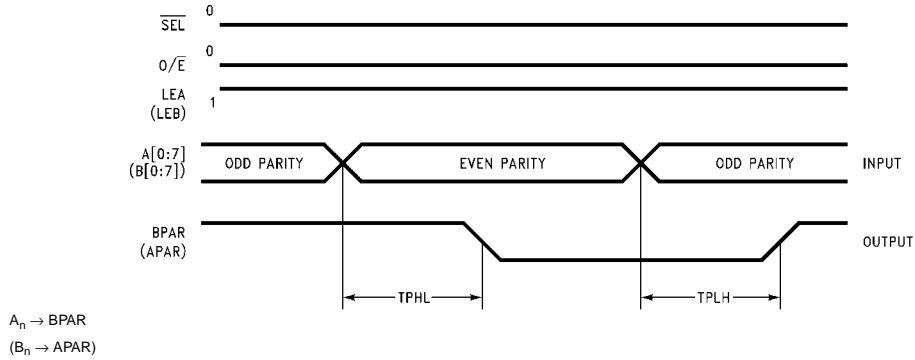 SEL 0
O/E 0
LEA
(LEB) 1
A[0:7]
(B[0:7]) ODD PARITY EVEN PARITY ODD PARITY INPUT
BPAR
(APAR) OUTPUT
TPHL TPLH
An → BPAR
(Bn → APAR)